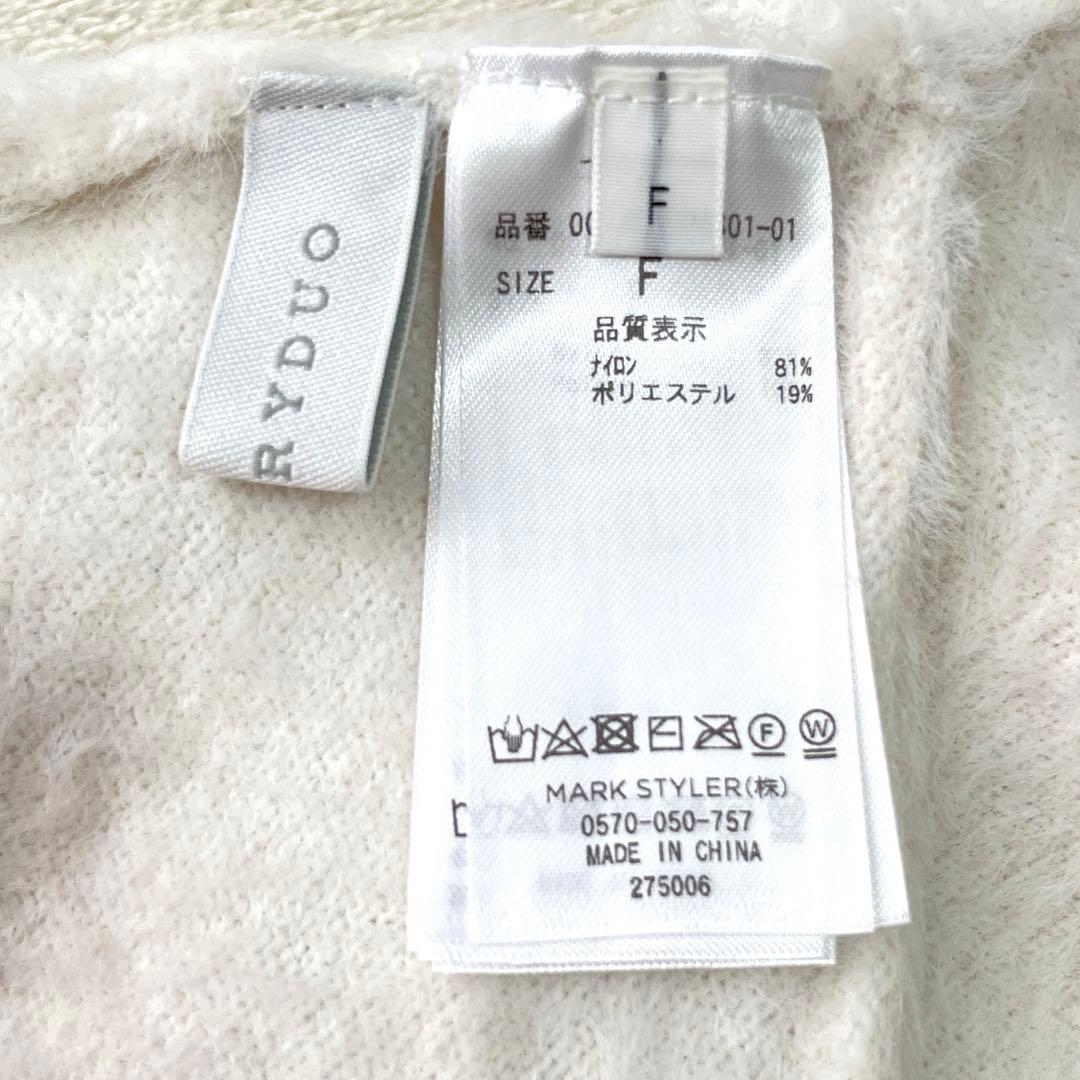 RYDUO
F
品番 00 01-01
SIZE F
品質表示
ナイロン 81%
ポリエステル 19%
F W
MARK STYLER(株)
0570-050-757
MADE IN CHINA
275006